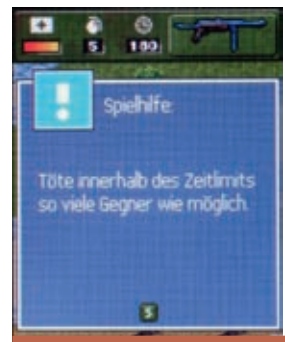 5 180
Spielhilfe:
Töte innerhalb des Zeitlimits
so viele Gegner wie möglich.
5